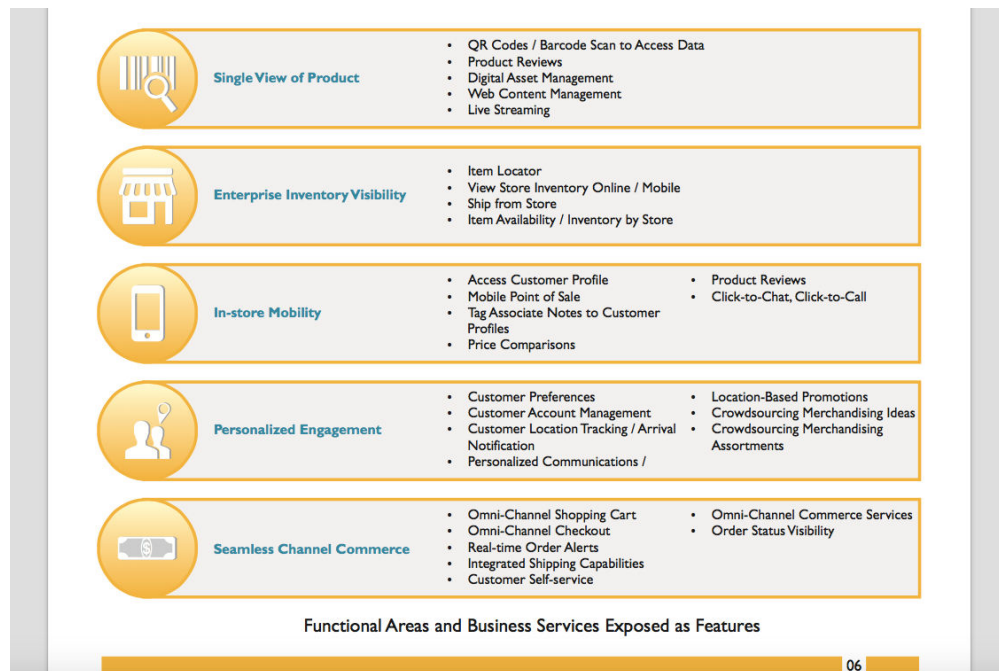 Single View of Product
QR Codes / Barcode Scan to Access Data
Product Reviews
Digital Asset Management
Web Content Management
Live Streaming
Enterprise Inventory Visibility
Item Locator
View Store Inventory Online / Mobile
Ship from Store
Item Availability / Inventory by Store
In-store Mobility
Access Customer Profile
Mobile Point of Sale
Tag Associate Notes to Customer
Profiles
Price Comparisons
Product Reviews
Click-to-Chat, Click-to-Call
Personalized Engagement
Customer Preferences
Customer Account Management
Customer Location Tracking / Arrival
Notification
Personalized Communications /
Location-Based Promotions
Crowdsourcing Merchandising Ideas
Crowdsourcing Merchandising
Assortments
$
Seamless Channel Commerce
Omni-Channel Shopping Cart
Omni-Channel Checkout
Real-time Order Alerts
Integrated Shipping Capabilities
Customer Self-service
Omni-Channel Commerce Services
Order Status Visibility
Functional Areas and Business Services Exposed as Features
06